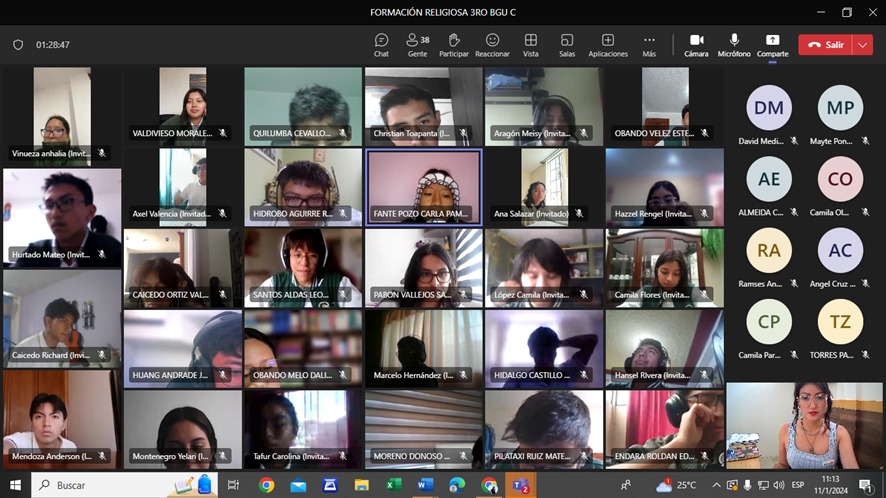 FORMACIÓN RELIGIOSA 3RO BGU C
01:28:47
Chat
38
Gente
Participar
Reaccionar
Vista
Salas
Aplicaciones
Más
Cámara
Micrófono
Comparte
Salir
Vinueza anhalia (Invit...
VALDIVIESO MORALE...
QUILUMBA CEVALLO...
Christian Toapanta (I...
Aragón Meisy (Invita...
OBANDO VELEZ ESTE...
DM
David Medi...
MP
Mayte Pon...
Hurtado Mateo (Invit...
Axel Valencia (Invitad...
HIDROBO AGUIRRE R...
FANTE POZO CARLA PAM...
Ana Salazar (Invitado)
Hazzel Rengel (Invita...
AE
ALMEIDA C...
CO
Camila Ol...
CAICEDO ORTIZ VAL...
SANTOS ALDAS LEO...
PABON VALLEJOS SA...
López Camila (Invita...
Camila Flores (Invita...
RA
Ramses An...
AC
Angel Cruz ...
Caicedo Richard (Invi...
HUANG ANDRADE J...
OBANDO MELO DALI...
Marcelo Hernández (I...
HIDALGO CASTILLO ...
Hansel Rivera (Invita...
CP
Camila Par...
TZ
TORRES PA...
Mendoza Anderson (I...
Montenegro Yelari (I...
Tafur Carolina (Invita...
MORENO DONOSO ...
PILATAXI RUIZ MATE...
ENDARA ROLDAN ED...
Buscar
25°C
ESP
11:13
11/1/2024